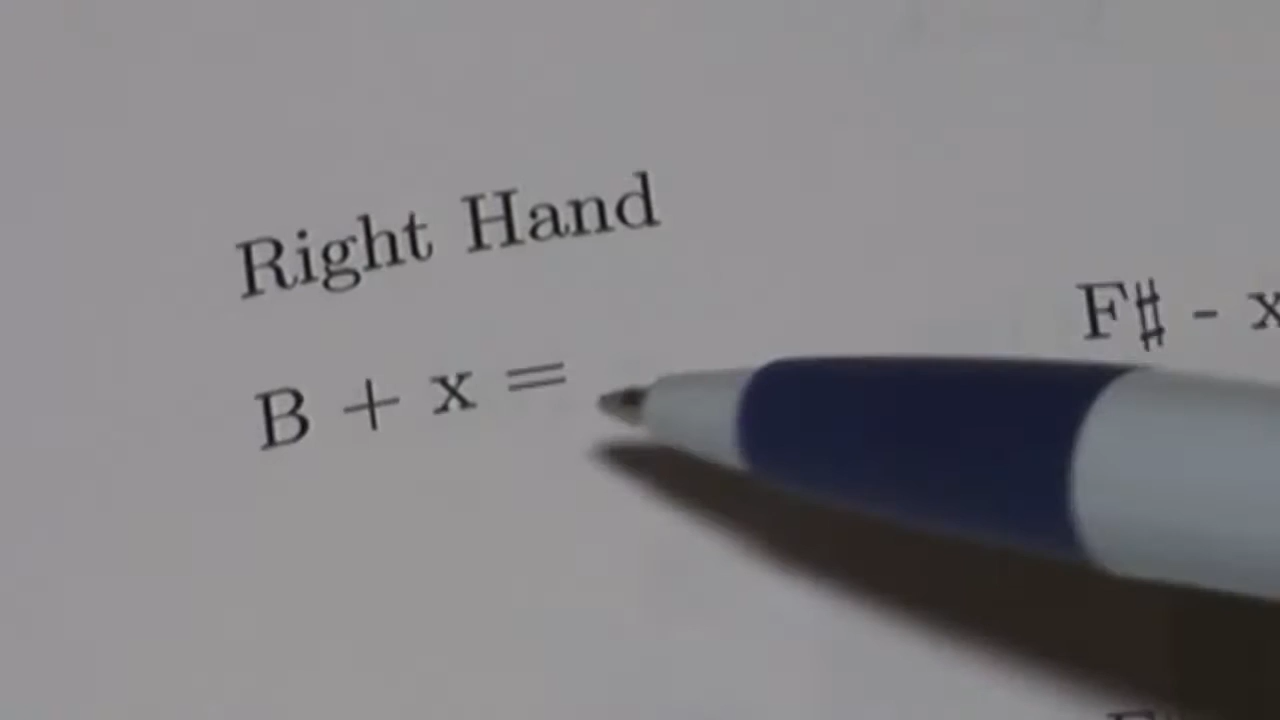 Right Hand
B + x =
F♯ - x